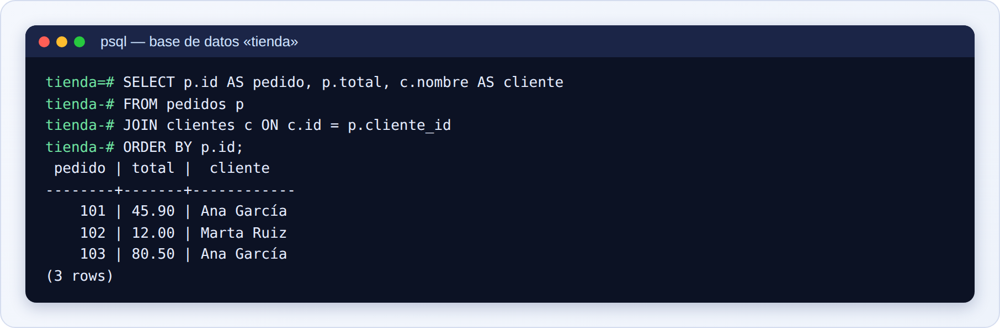 psql — base de datos «tienda»
tienda=# SELECT p.id AS pedido, p.total, c.nombre AS cliente
tienda-# FROM pedidos p
tienda-# JOIN clientes c ON c.id = p.cliente_id
tienda-# ORDER BY p.id;
 pedido | total |  cliente
--------+-------+------------
    101 | 45.90 | Ana García
    102 | 12.00 | Marta Ruiz
    103 | 80.50 | Ana García
(3 rows)